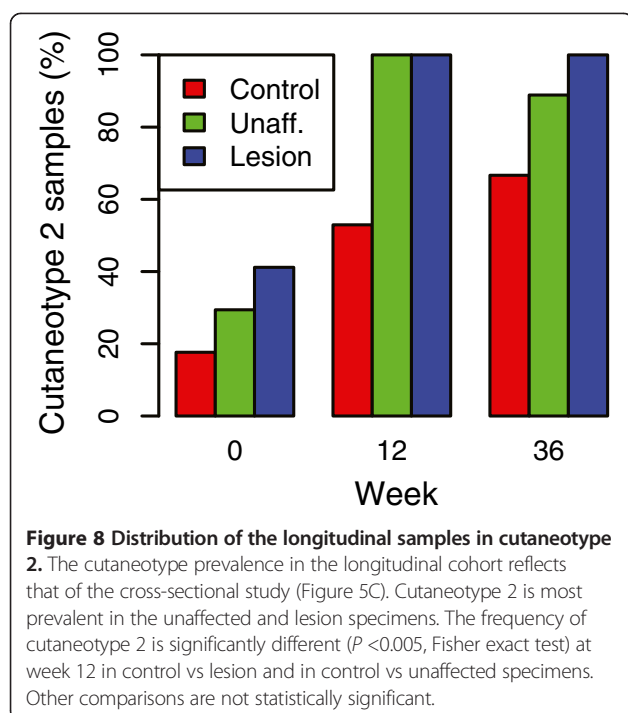 Cutaneotype 2 samples (%)
100
80
60
40
20
0
Control
Unaff.
Lesion
0 12 36
Week
Figure 8 Distribution of the longitudinal samples in cutaneotype
2. The cutaneotype prevalence in the longitudinal cohort reflects
that of the cross-sectional study (Figure 5C). Cutaneotype 2 is most
prevalent in the unaffected and lesion specimens. The frequency of
cutaneotype 2 is significantly different (P <0.005, Fisher exact test) at
week 12 in control vs lesion and in control vs unaffected specimens.
Other comparisons are not statistically significant.